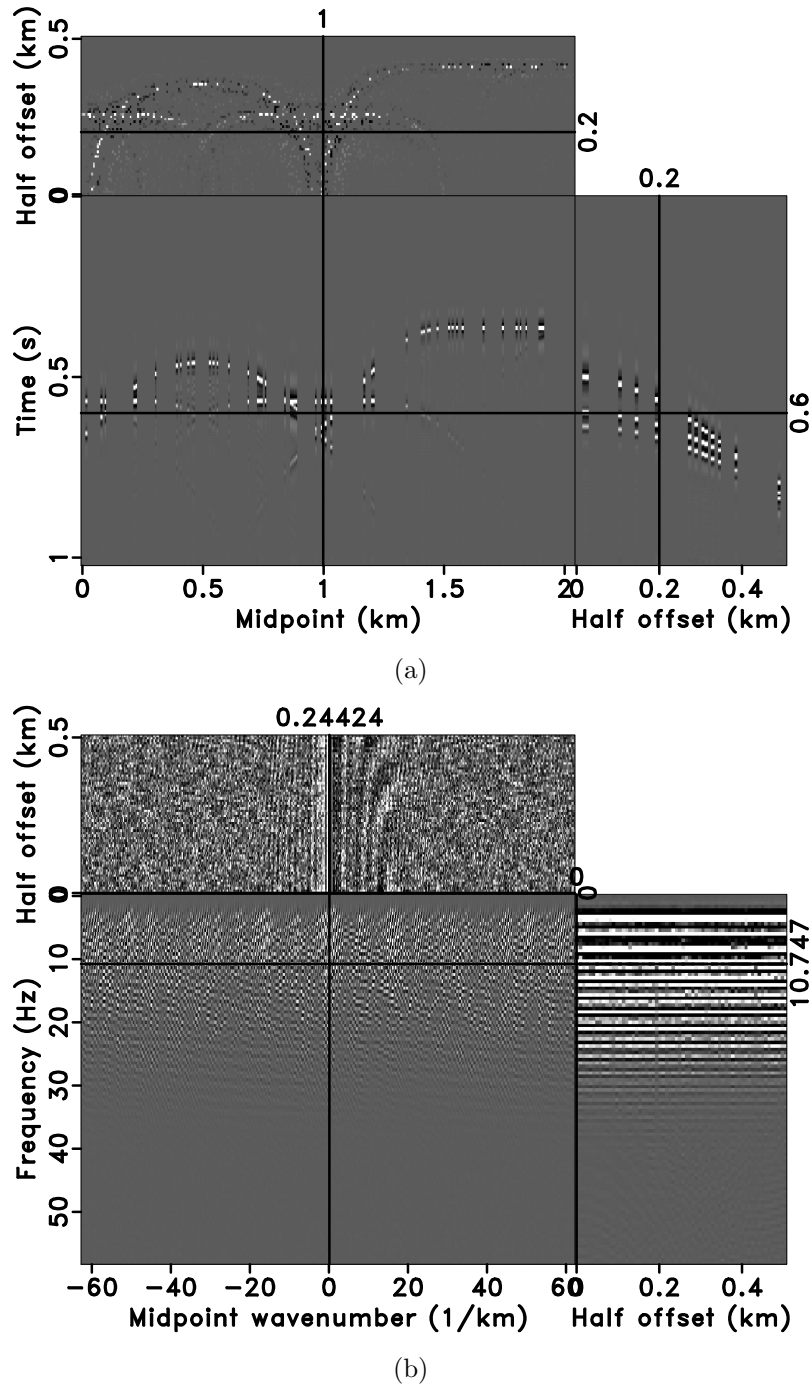 1
Half offset (km)
0.5
0
0.2
0.2
Time (s)
0
0.5
1
0.6
0 0.5 1 1.5 2 0 0.2 0.4
Midpoint (km) Half offset (km)
(a)
0.24424
Half offset (km)
0.5
0
0
Frequency (Hz)
0
10
20
30
40
50
10.747
−60 −40 −20 0 20 40 60 0 0.2 0.4
Midpoint wavenumber (1/km) Half offset (km)
(b)